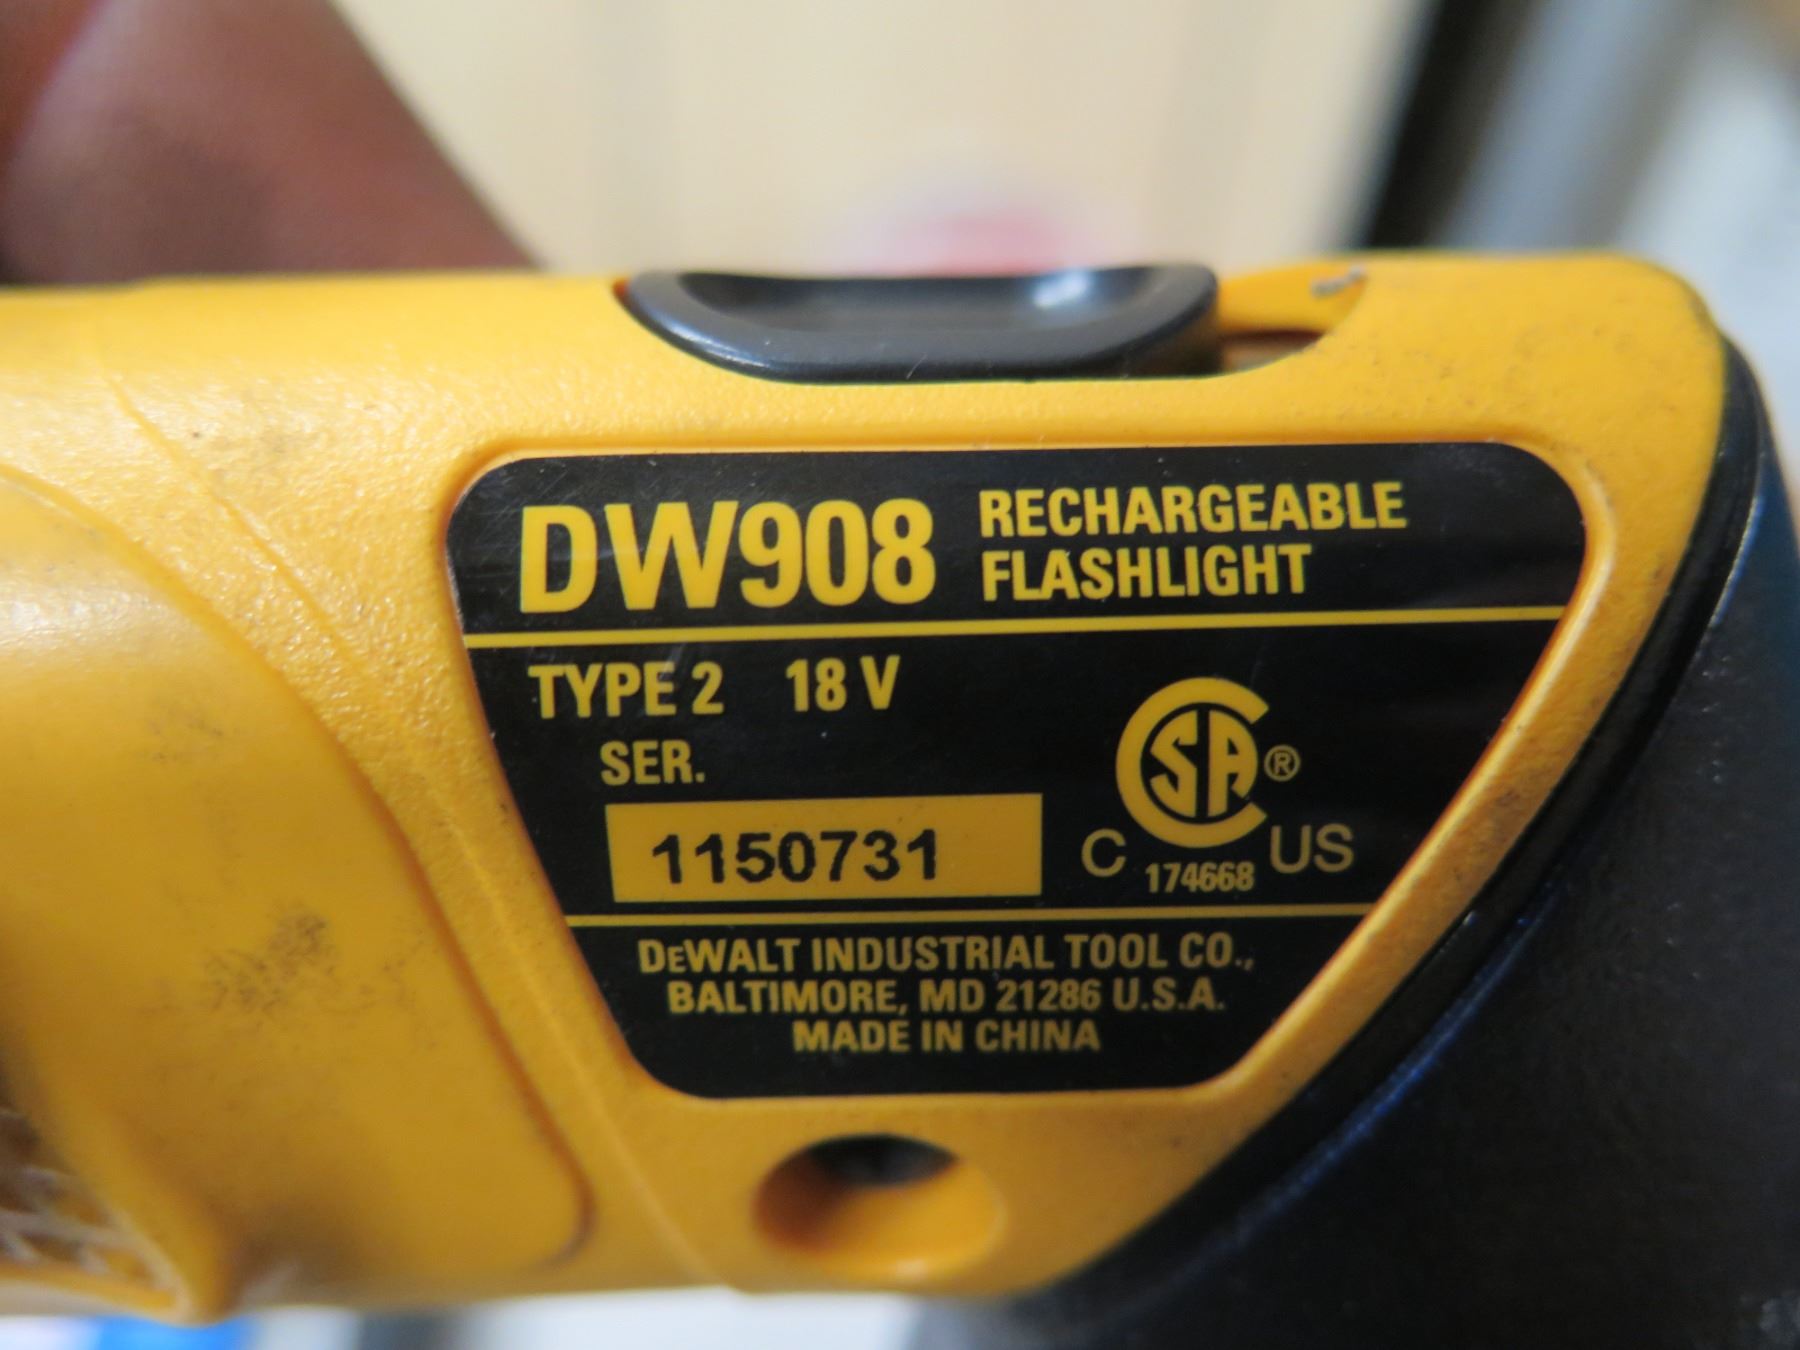 DW908 RECHARGEABLE
FLASHLIGHT
TYPE 2 18 V
SER.
1150731
CSA®
C 174668 US
DEWALT INDUSTRIAL TOOL CO.,
BALTIMORE, MD 21286 U.S.A.
MADE IN CHINA